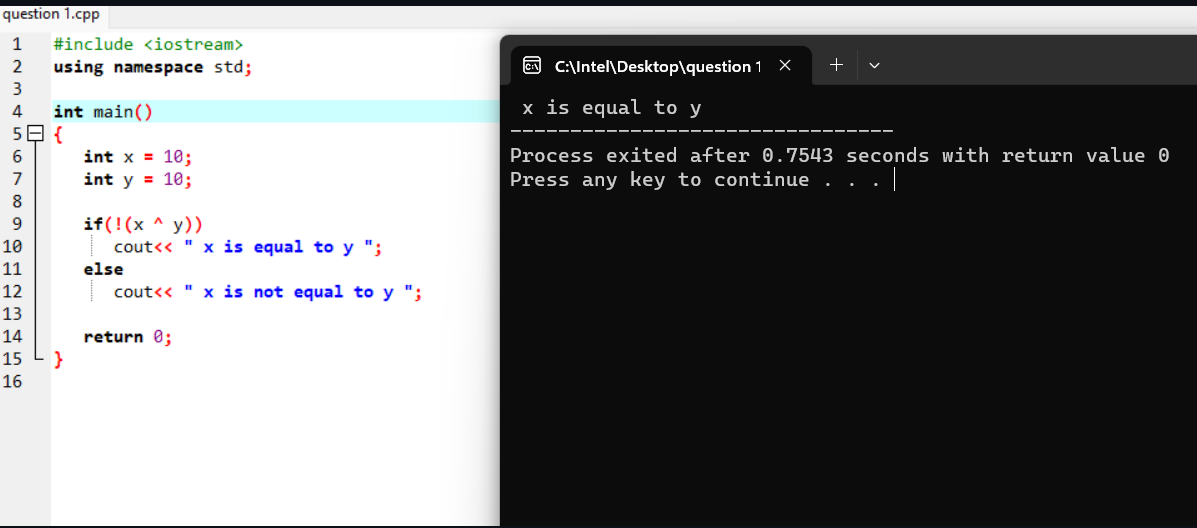 question 1.cpp
1 #include <iostream>
2 using namespace std;
3
4 int main()
5 {
6 int x = 10;
7 int y = 10;
8
9 if(!(x ^ y))
10 cout<< " x is equal to y ";
11 else
12 cout<< " x is not equal to y ";
13
14 return 0;
15 }
16
C:\Intel\Desktop\question 1
x is equal to y
--------------------------------
Process exited after 0.7543 seconds with return value 0
Press any key to continue . . .